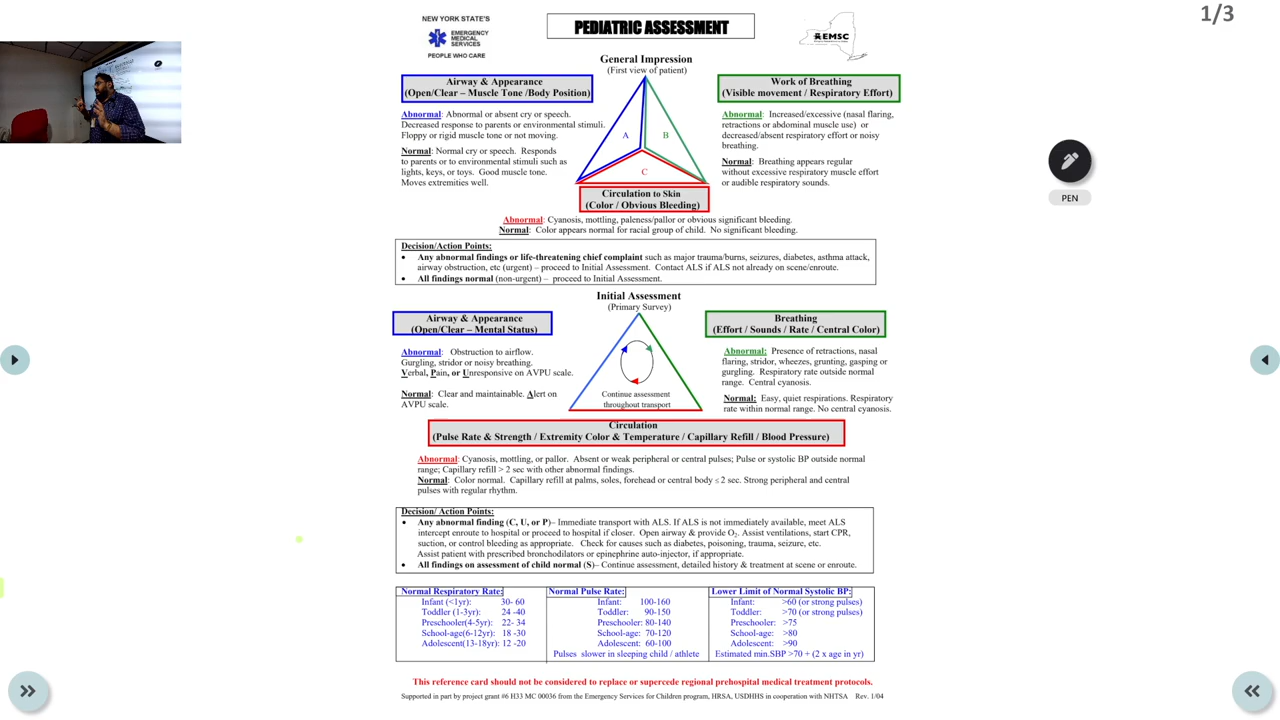 1/3
NEW YORK STATE'S
EMERGENCY
MEDICAL
SERVICES
PEOPLE WHO CARE
PEDIATRIC ASSESSMENT
EMSC
General Impression
(First view of patient)
Airway & Appearance
(Open/Clear – Muscle Tone /Body Position)
Abnormal: Abnormal or absent cry or speech.
Decreased response to parents or environmental stimuli.
Floppy or rigid muscle tone or not moving.
Normal: Normal cry or speech. Responds
to parents or to environmental stimuli such as
lights, keys, or toys. Good muscle tone.
Moves extremities well.
A
B
C
Work of Breathing
(Visible movement / Respiratory Effort)
Abnormal: Increased/excessive (nasal flaring,
retractions or abdominal muscle use) or
decreased/absent respiratory effort or noisy
breathing.
Normal: Breathing appears regular
without excessive respiratory muscle effort
or audible respiratory sounds.
PEN
Circulation to Skin
(Color / Obvious Bleeding)
Abnormal: Cyanosis, mottling, paleness/pallor or obvious significant bleeding.
Normal: Color appears normal for racial group of child. No significant bleeding.
Decision/Action Points:
• Any abnormal findings or life-threatening chief complaint such as major trauma/burns, seizures, diabetes, asthma attack,
airway obstruction, etc (urgent) – proceed to Initial Assessment. Contact ALS if ALS not already on scene/enroute.
• All findings normal (non-urgent) – proceed to Initial Assessment.
Initial Assessment
(Primary Survey)
Airway & Appearance
(Open/Clear – Mental Status)
Abnormal: Obstruction to airflow.
Gurgling, stridor or noisy breathing.
Verbal, Pain, or Unresponsive on AVPU scale.
Normal: Clear and maintainable. Alert on
AVPU scale.
Continue assessment
throughout transport
Breathing
(Effort / Sounds / Rate / Central Color)
Abnormal: Presence of retractions, nasal
flaring, stridor, wheezes, grunting, gasping or
gurgling. Respiratory rate outside normal
range. Central cyanosis.
Normal: Easy, quiet respirations. Respiratory
rate within normal range. No central cyanosis.
Circulation
(Pulse Rate & Strength / Extremity Color & Temperature / Capillary Refill / Blood Pressure)
Abnormal: Cyanosis, mottling, or pallor. Absent or weak peripheral or central pulses; Pulse or systolic BP outside normal
range; Capillary refill > 2 sec with other abnormal findings.
Normal: Color normal. Capillary refill at palms, soles, forehead or central body ≤ 2 sec. Strong peripheral and central
pulses with regular rhythm.
Decision/ Action Points:
• Any abnormal finding (C, U, or P)– Immediate transport with ALS. If ALS is not immediately available, meet ALS
intercept enroute to hospital or proceed to hospital if closer. Open airway & provide O2. Assist ventilations, start CPR,
suction, or control bleeding as appropriate. Check for causes such as diabetes, poisoning, trauma, seizure, etc.
Assist patient with prescribed bronchodilators or epinephrine auto-injector, if appropriate.
• All findings on assessment of child normal (S)– Continue assessment, detailed history & treatment at scene or enroute.
Normal Respiratory Rate:
Infant (<1yr): 30- 60
Toddler (1-3yr): 24 -40
Preschooler(4-5yr): 22- 34
School-age(6-12yr): 18 -30
Adolescent(13-18yr): 12 -20
Normal Pulse Rate:
Infant: 100-160
Toddler: 90-150
Preschooler: 80-140
School-age: 70-120
Adolescent: 60-100
Pulses slower in sleeping child / athlete
Lower Limit of Normal Systolic BP:
Infant: >60 (or strong pulses)
Toddler: >70 (or strong pulses)
Preschooler: >75
School-age: >80
Adolescent: >90
Estimated min.SBP >70 + (2 x age in yr)
This reference card should not be considered to replace or supercede regional prehospital medical treatment protocols.
Supported in part by project grant #6 H33 MC 00036 from the Emergency Services for Children program, HRSA, USDHHS in cooperation with NHTSA Rev. 1/04